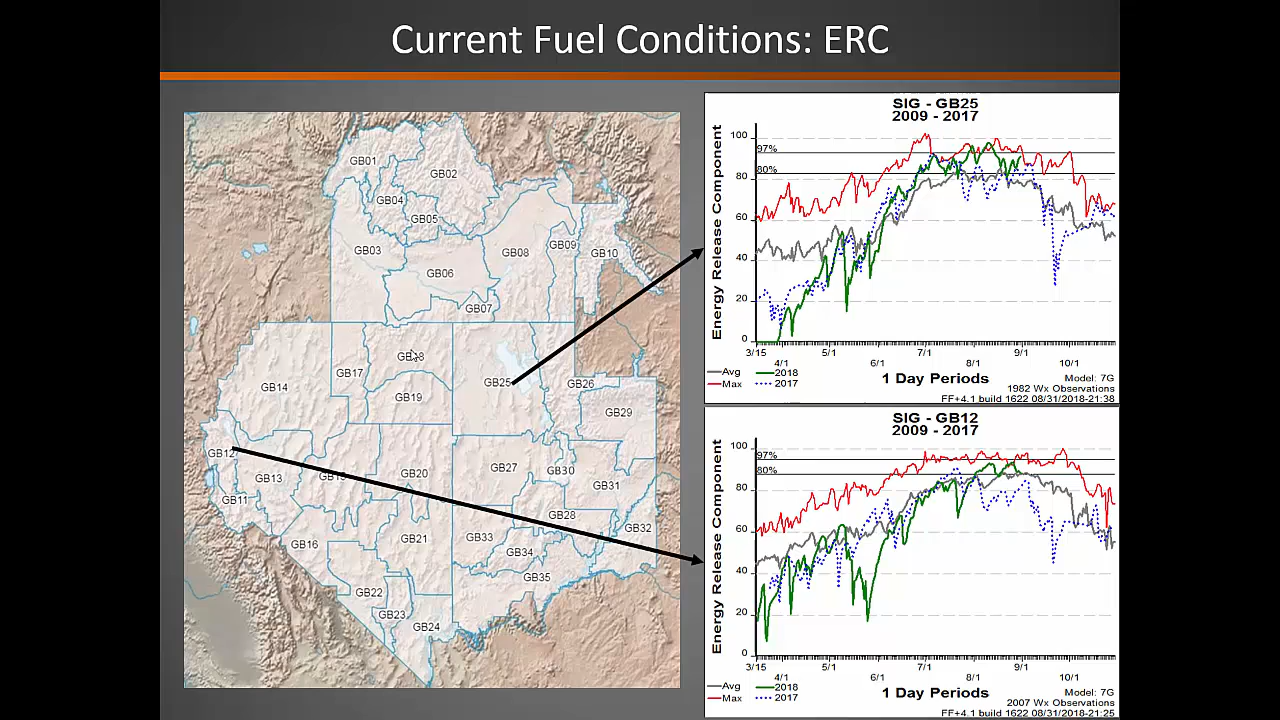 Current Fuel Conditions: ERC
GB01
GB02
GB04
GB05
GB03
GB08
GB09
GB10
GB06
GB07
GB18
GB17
GB14
GB25
GB26
GB19
GB29
GB12
GB13
GB20
GB27
GB30
GB31
GB11
GB28
GB32
GB16
GB21
GB33
GB34
GB35
GB22
GB23
GB24
SIG - GB25
2009 - 2017
Energy Release Component
100
97%
80%
80
60
40
20
0
3/15
4/1
5/1
6/1
7/1
8/1
9/1
10/1
Avg
2018
Max
2017
1 Day Periods
Model: 7G
1982 Wx Observations
FF+4.1 build 1622 08/31/2018-21:38
SIG - GB12
2009 - 2017
Energy Release Component
100
97%
80%
80
60
40
20
0
3/15
4/1
5/1
6/1
7/1
8/1
9/1
10/1
Avg
2018
Max
2017
1 Day Periods
Model: 7G
2007 Wx Observations
FF+4.1 build 1622 08/31/2018-21:25